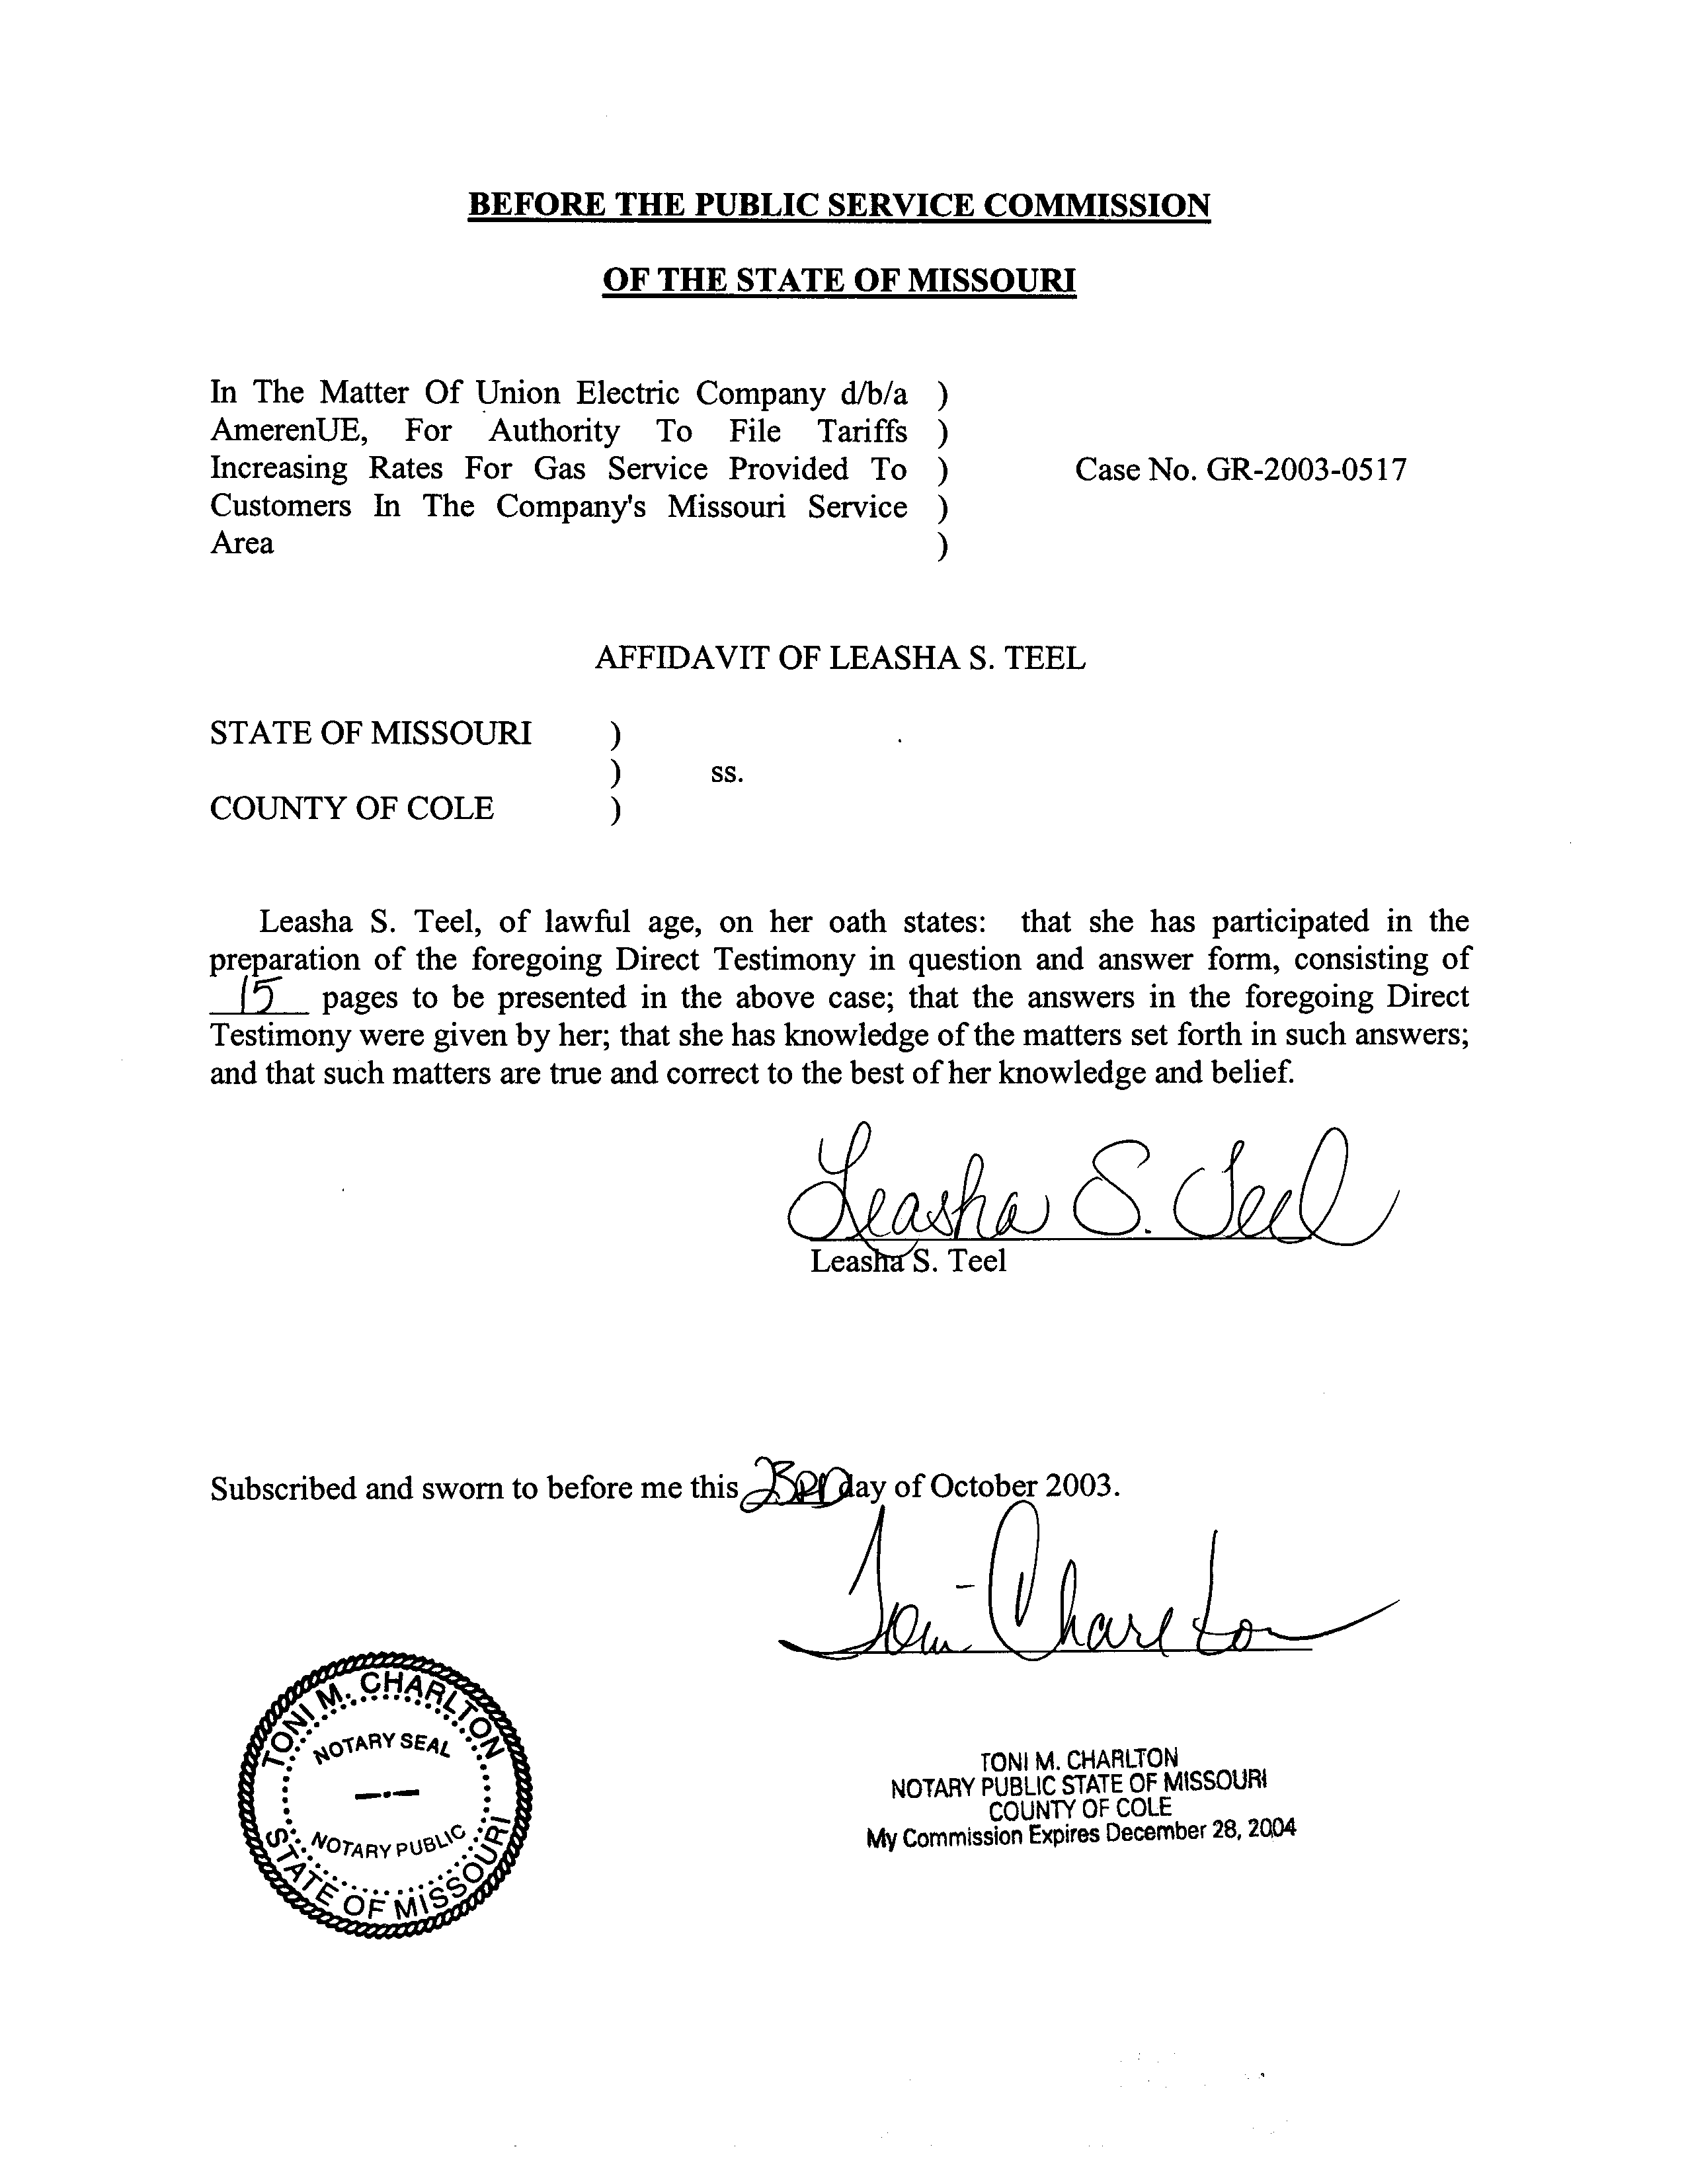 BEFORE THE PUBLIC SERVICE COMMISSION
OF THE STATE OF MISSOURI
In The Matter Of Union Electric Company d/b/a )
AmerenUE, For Authority To File Tariffs )
Increasing Rates For Gas Service Provided To ) Case No. GR-2003-0517
Customers In The Company's Missouri Service )
Area )
AFFIDAVIT OF LEASHA S. TEEL
STATE OF MISSOURI )
) ss.
COUNTY OF COLE )
Leasha S. Teel, of lawful age, on her oath states: that she has participated in the
preparation of the foregoing Direct Testimony in question and answer form, consisting of
15 pages to be presented in the above case; that the answers in the foregoing Direct
Testimony were given by her; that she has knowledge of the matters set forth in such answers;
and that such matters are true and correct to the best of her knowledge and belief.
Leasha S. Teel
Leasha S. Teel
Subscribed and sworn to before me this 23RD day of October 2003.
Toni Charlton
TONI M. CHARLTON
NOTARY SEAL
NOTARY PUBLIC
STATE OF MISSOURI
TONI M. CHARLTON
NOTARY PUBLIC STATE OF MISSOURI
COUNTY OF COLE
My Commission Expires December 28, 2004